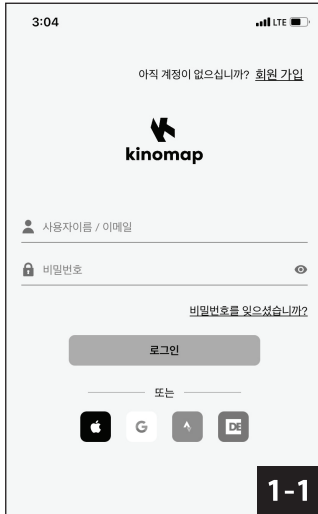 3:04 LTE
아직 계정이 없으십니까? 회원 가입
kinomap
사용자이름 / 이메일
비밀번호
비밀번호를 잊으셨습니까?
로그인
또는
G DE
1-1